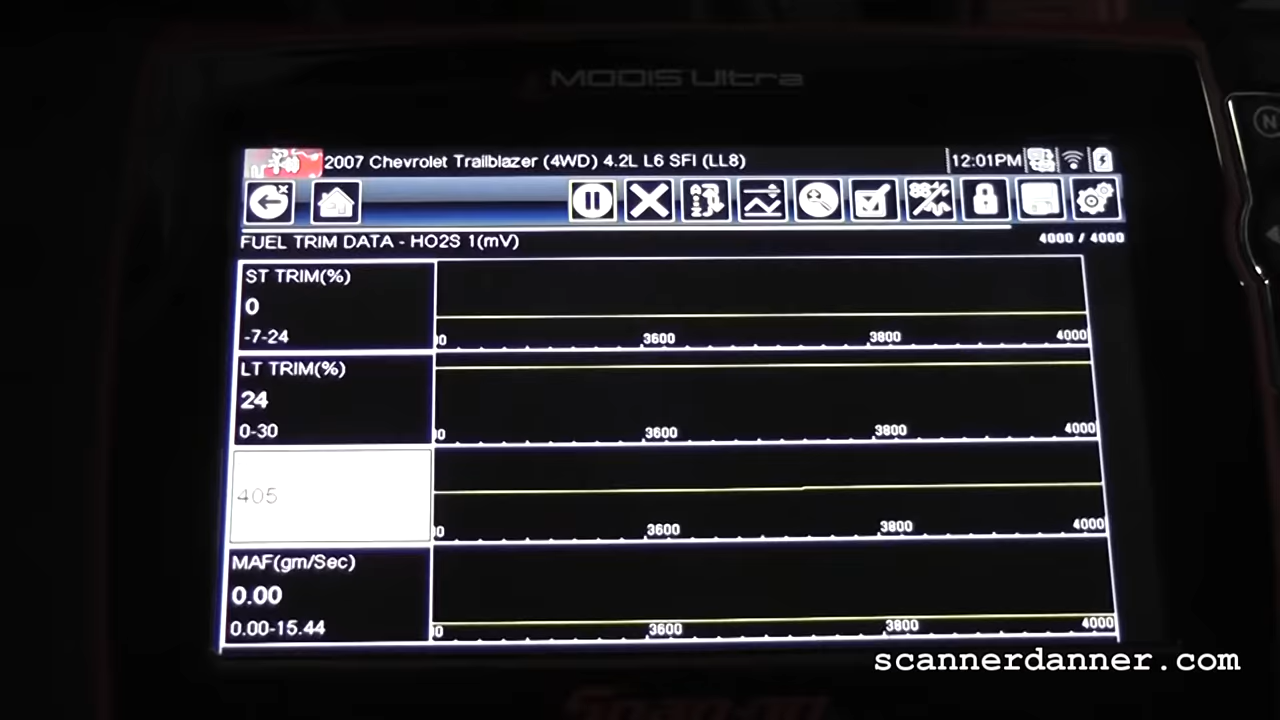 MODIS Ultra
2007 Chevrolet Trailblazer (4WD) 4.2L L6 SFI (LL8)
12:01PM
FUEL TRIM DATA - HO2S 1(mV)
4000 / 4000
ST TRIM(%)
0
-7-24
3600 3800 4000
LT TRIM(%)
24
0-30
3600 3800 4000
405
3600 3800 4000
MAF(gm/Sec)
0.00
0.00-15.44
3600 3800 4000
scannerdanner.com
Snap-on